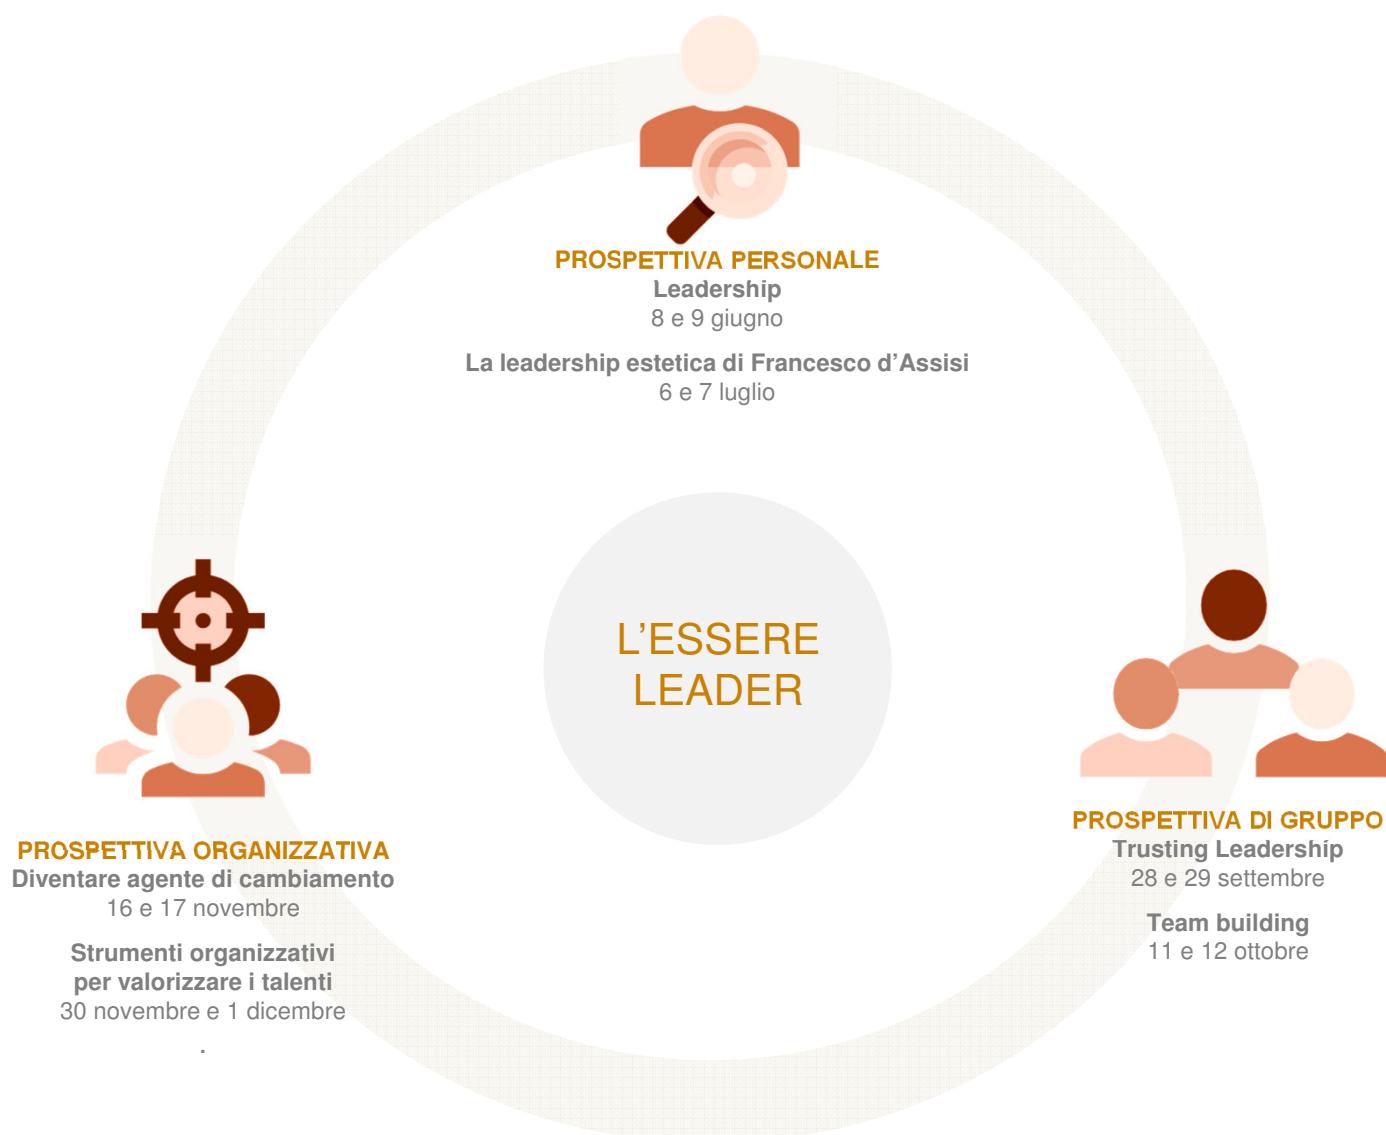 PROSPETTIVA PERSONALE
Leadership
8 e 9 giugno
La leadership estetica di Francesco d’Assisi
6 e 7 luglio
L’ESSERE
LEADER
PROSPETTIVA DI GRUPPO
Trusting Leadership
28 e 29 settembre
Team building
11 e 12 ottobre
PROSPETTIVA ORGANIZZATIVA
Diventare agente di cambiamento
16 e 17 novembre
Strumenti organizzativi
per valorizzare i talenti
30 novembre e 1 dicembre
.